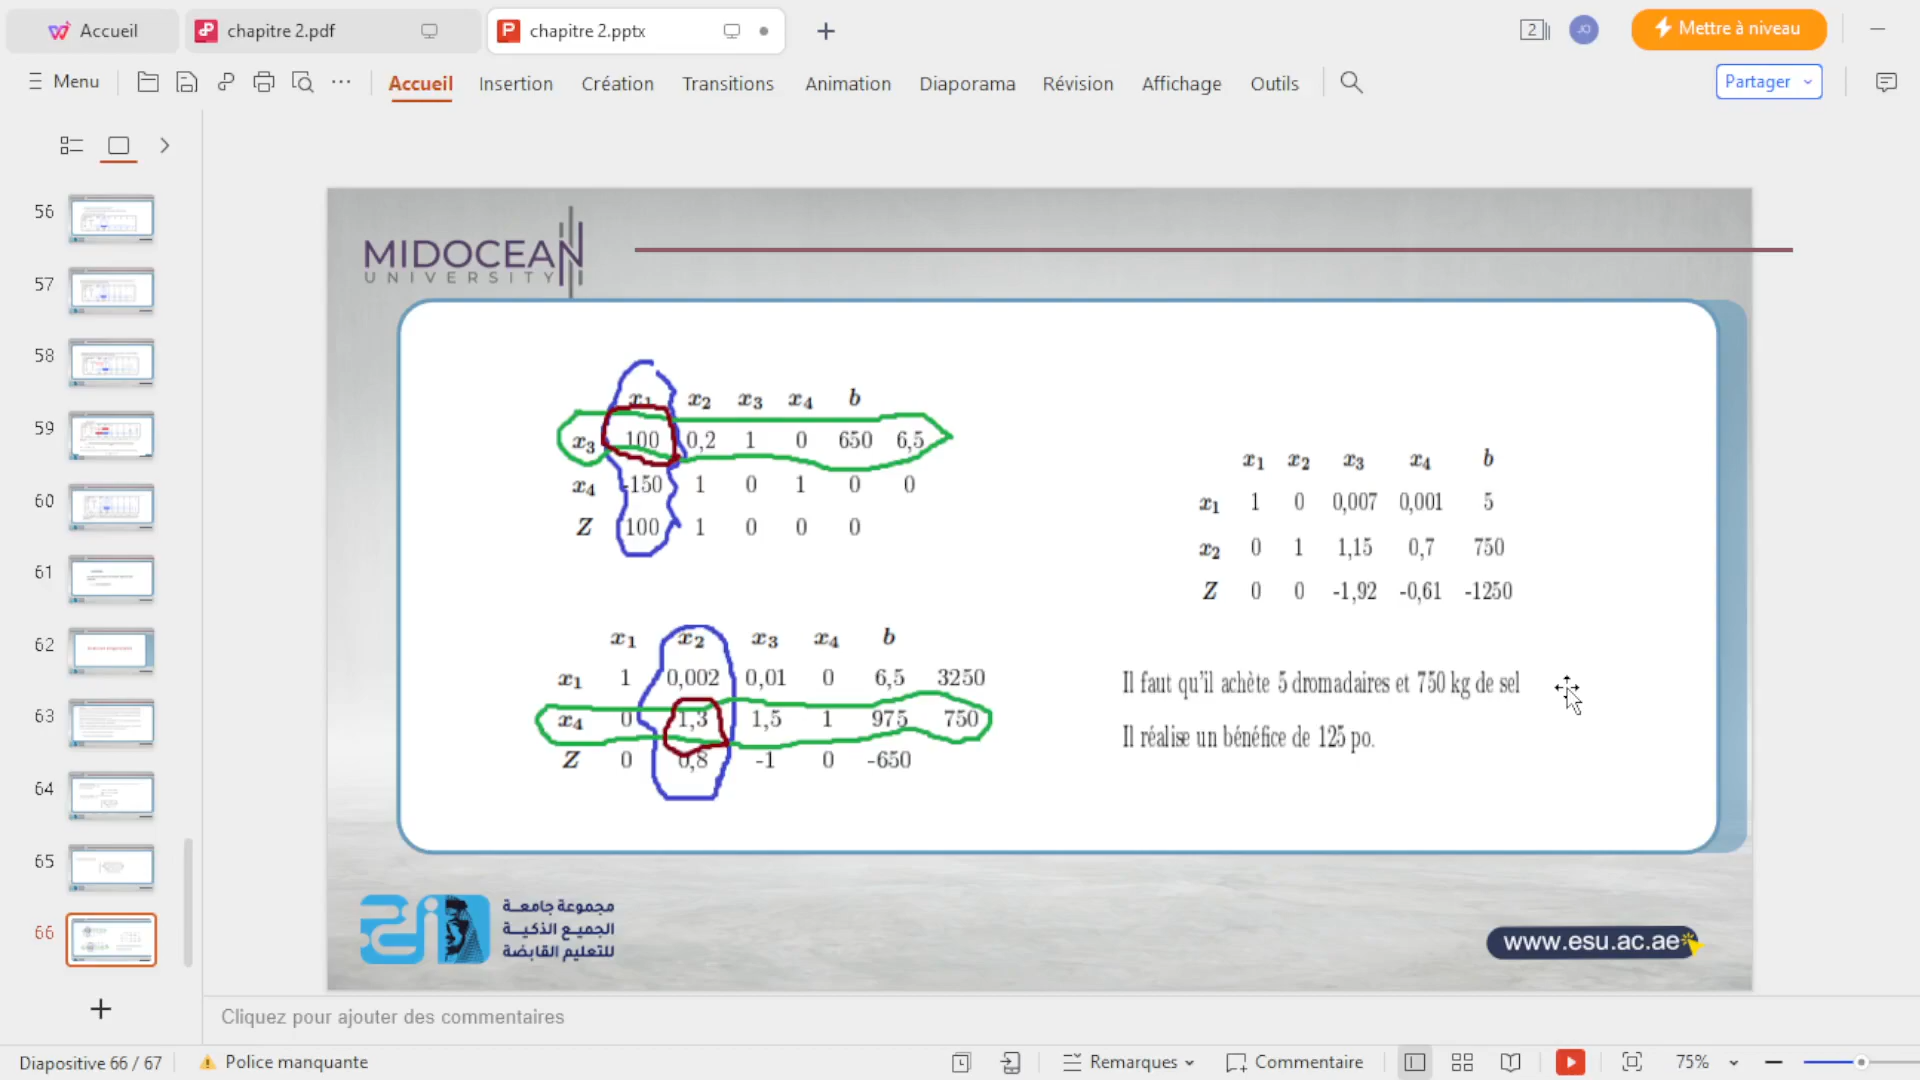 Accueil
chapitre 2.pdf
chapitre 2.pptx
2
JO
Mettre à niveau
Menu
Accueil
Insertion
Création
Transitions
Animation
Diaporama
Révision
Affichage
Outils
Partager
56
57
58
59
60
61
62
63
64
65
66
MIDOCEAN
UNIVERSITY
x₁ x₂ x₃ x₄ b
x₃ 100 0,2 1 0 650 6,5
x₄ -150 1 0 1 0 0
Z 100 1 0 0 0
x₁ x₂ x₃ x₄ b
x₁ 1 0,002 0,01 0 6,5 3250
x₄ 0 1,3 1,5 1 975 750
Z 0 0,8 -1 0 -650
x₁ x₂ x₃ x₄ b
x₁ 1 0 0,007 0,001 5
x₂ 0 1 1,15 0,7 750
Z 0 0 -1,92 -0,61 -1250
Il faut qu'il achète 5 dromadaires et 750 kg de sel
Il réalise un bénéfice de 125 po.
مجموعة جامعة
الجميع الذكية
للتعليم القابضة
www.esu.ac.ae
Cliquez pour ajouter des commentaires
Diapositive 66 / 67
Police manquante
Remarques
Commentaire
75%